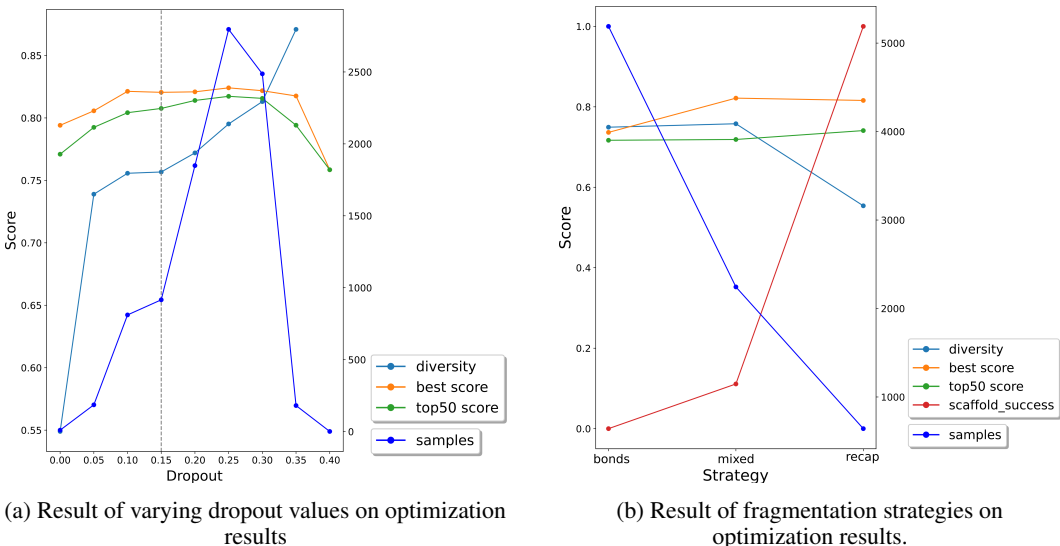 0.85
0.80
0.75
0.70
0.65
0.60
0.55
Score
2500
2000
1500
1000
500
0
0.00 0.05 0.10 0.15 0.20 0.25 0.30 0.35 0.40
Dropout
diversity
best score
top50 score
samples
(a) Result of varying dropout values on optimization
results
1.0
0.8
0.6
0.4
0.2
0.0
Score
5000
4000
3000
2000
1000
bonds mixed recap
Strategy
diversity
best score
top50 score
scaffold_success
samples
(b) Result of fragmentation strategies on
optimization results.